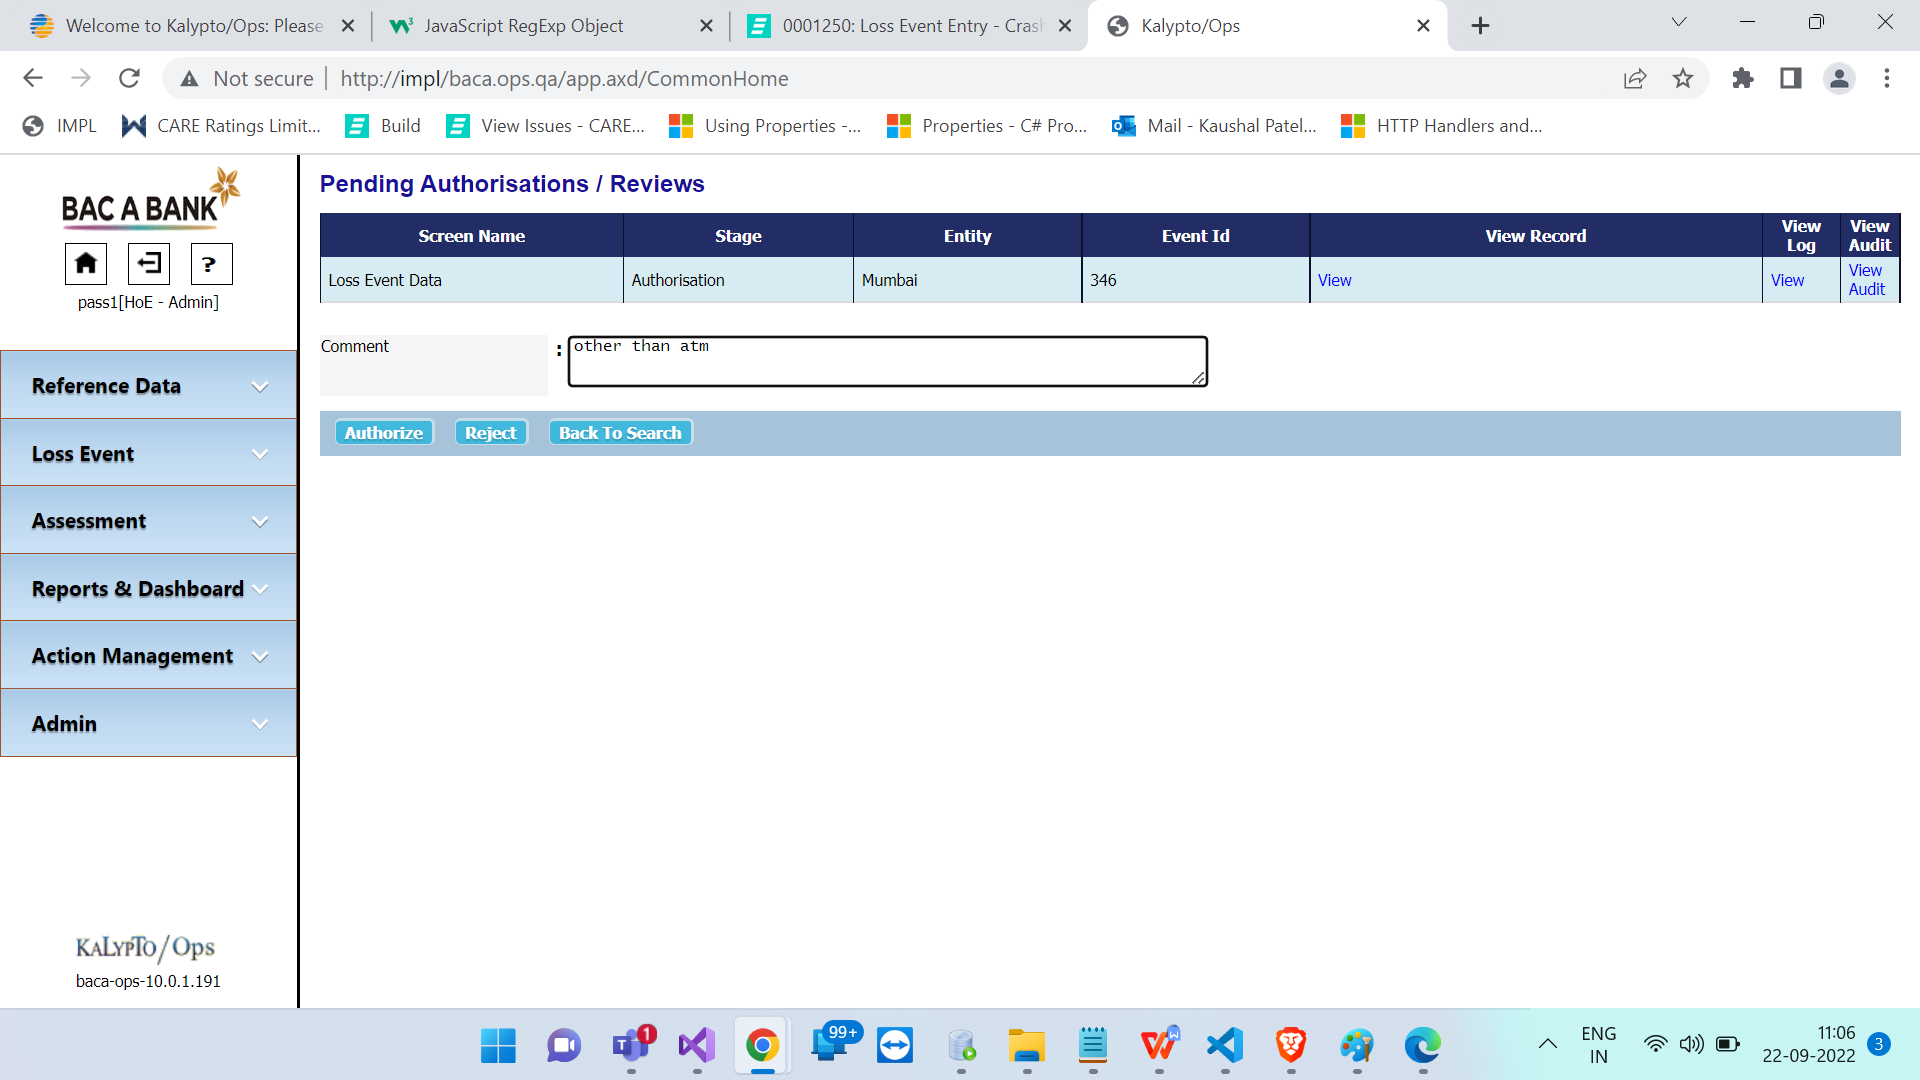 Welcome to Kalypto/Ops: Please
JavaScript RegExp Object
0001250: Loss Event Entry - Crash
Kalypto/Ops
Not secure
http://impl/baca.ops.qa/app.axd/CommonHome
IMPL
CARE Ratings Limit...
Build
View Issues - CARE...
Using Properties -...
Properties - C# Pro...
Mail - Kaushal Patel...
HTTP Handlers and...
BAC A BANK
?
pass1[HoE - Admin]
Reference Data
Loss Event
Assessment
Reports & Dashboard
Action Management
Admin
KALYPTO/Ops
baca-ops-10.0.1.191
Pending Authorisations / Reviews
Screen Name Stage Entity Event Id View Record View Log View Audit
Loss Event Data Authorisation Mumbai 346 View View View Audit
Comment : other than atm
Authorize Reject Back To Search
1
99+
ENG
IN
11:06
22-09-2022
3